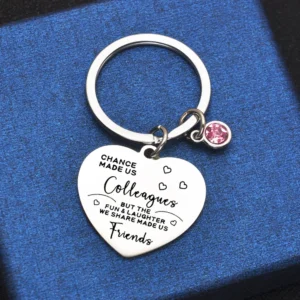 CHANCE
MADE US
Colleagues
BUT THE
FUN & LAUGHTER
WE SHARE MADE US
Friends